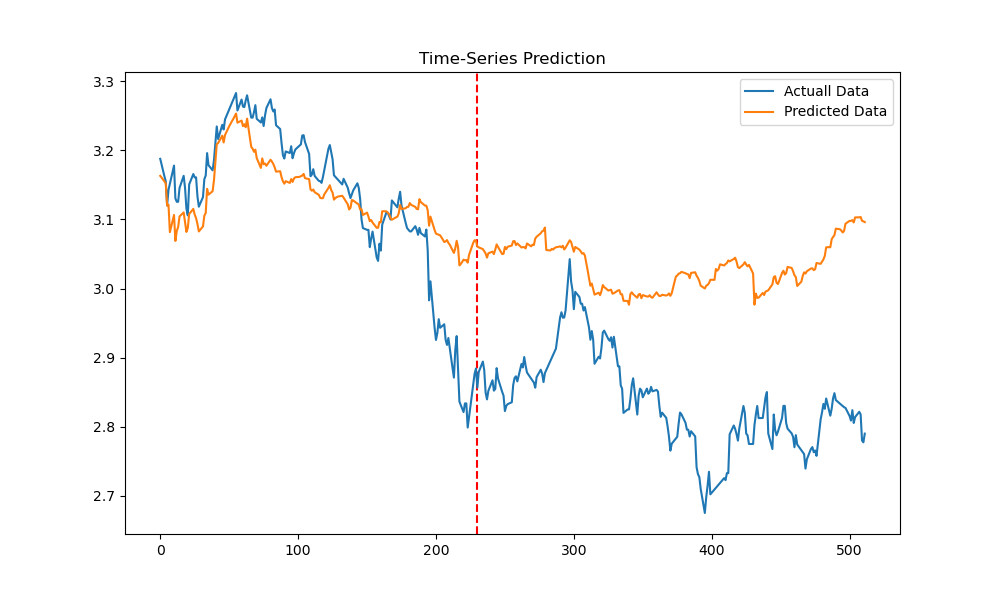 Time-Series Prediction
Actuall Data
Predicted Data
3.3
3.2
3.1
3.0
2.9
2.8
2.7
0 100 200 300 400 500